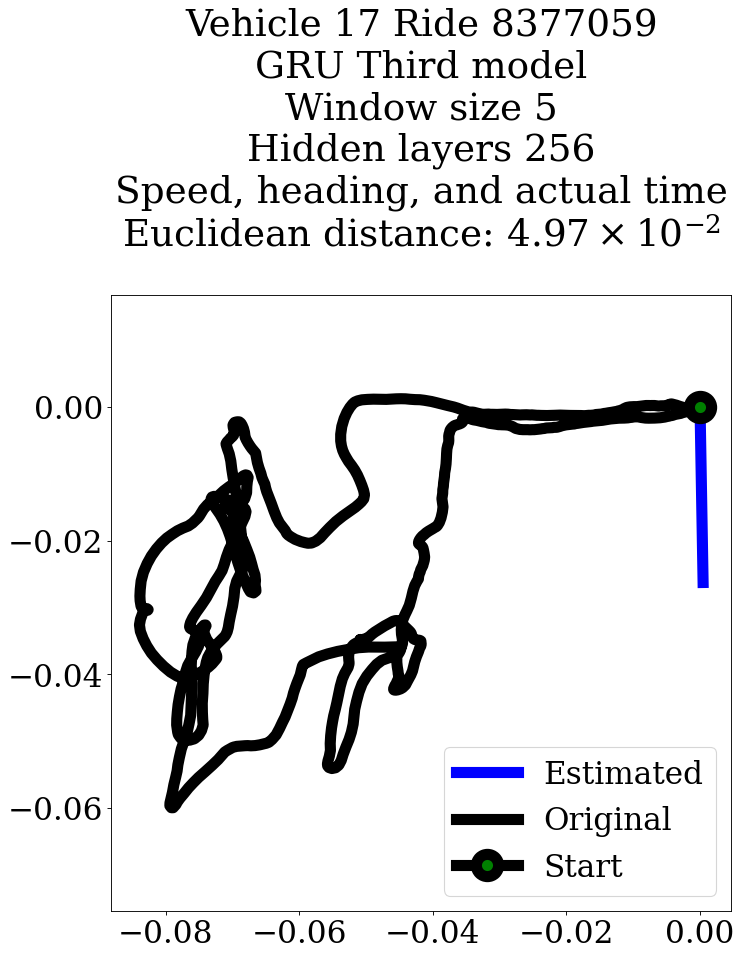 Vehicle 17 Ride 8377059
GRU Third model
Window size 5
Hidden layers 256
Speed, heading, and actual time
Euclidean distance: 4.97 × 10⁻²
0.00
−0.02
−0.04
−0.06
Estimated
Original
Start
−0.08 −0.06 −0.04 −0.02 0.00